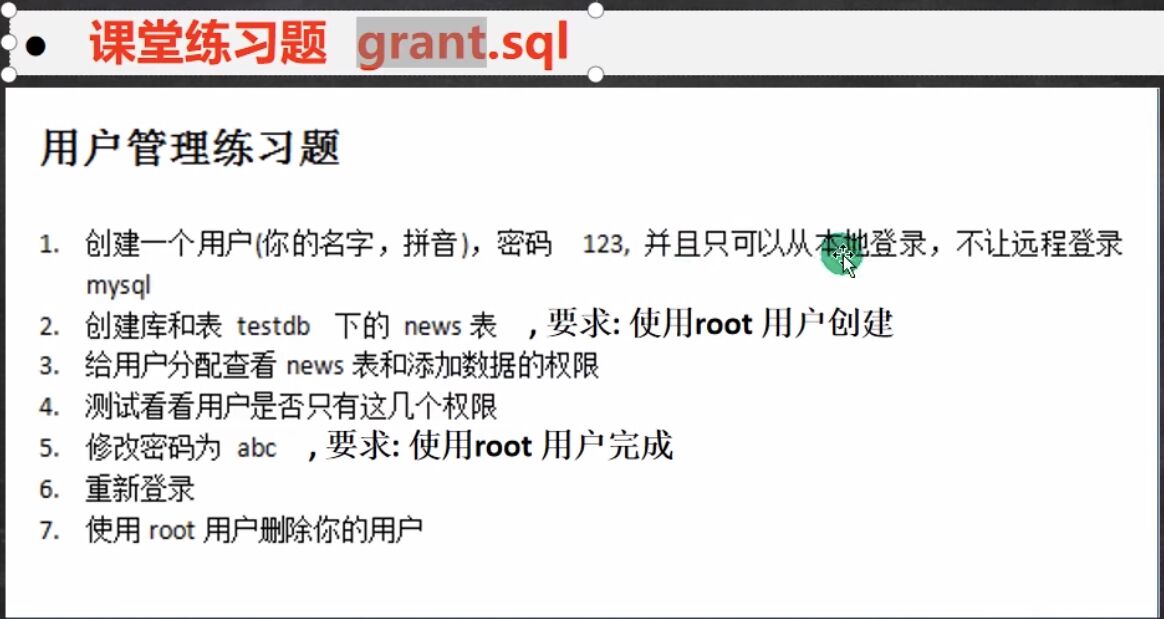 ● 课堂练习题 grant.sql
用户管理练习题
1. 创建一个用户(你的名字，拼音)，密码 123, 并且只可以从本地登录，不让远程登录
mysql
2. 创建库和表 testdb 下的 news 表 , 要求: 使用root 用户创建
3. 给用户分配查看 news 表和添加数据的权限
4. 测试看看用户是否只有这几个权限
5. 修改密码为 abc , 要求: 使用root 用户完成
6. 重新登录
7. 使用 root 用户删除你的用户